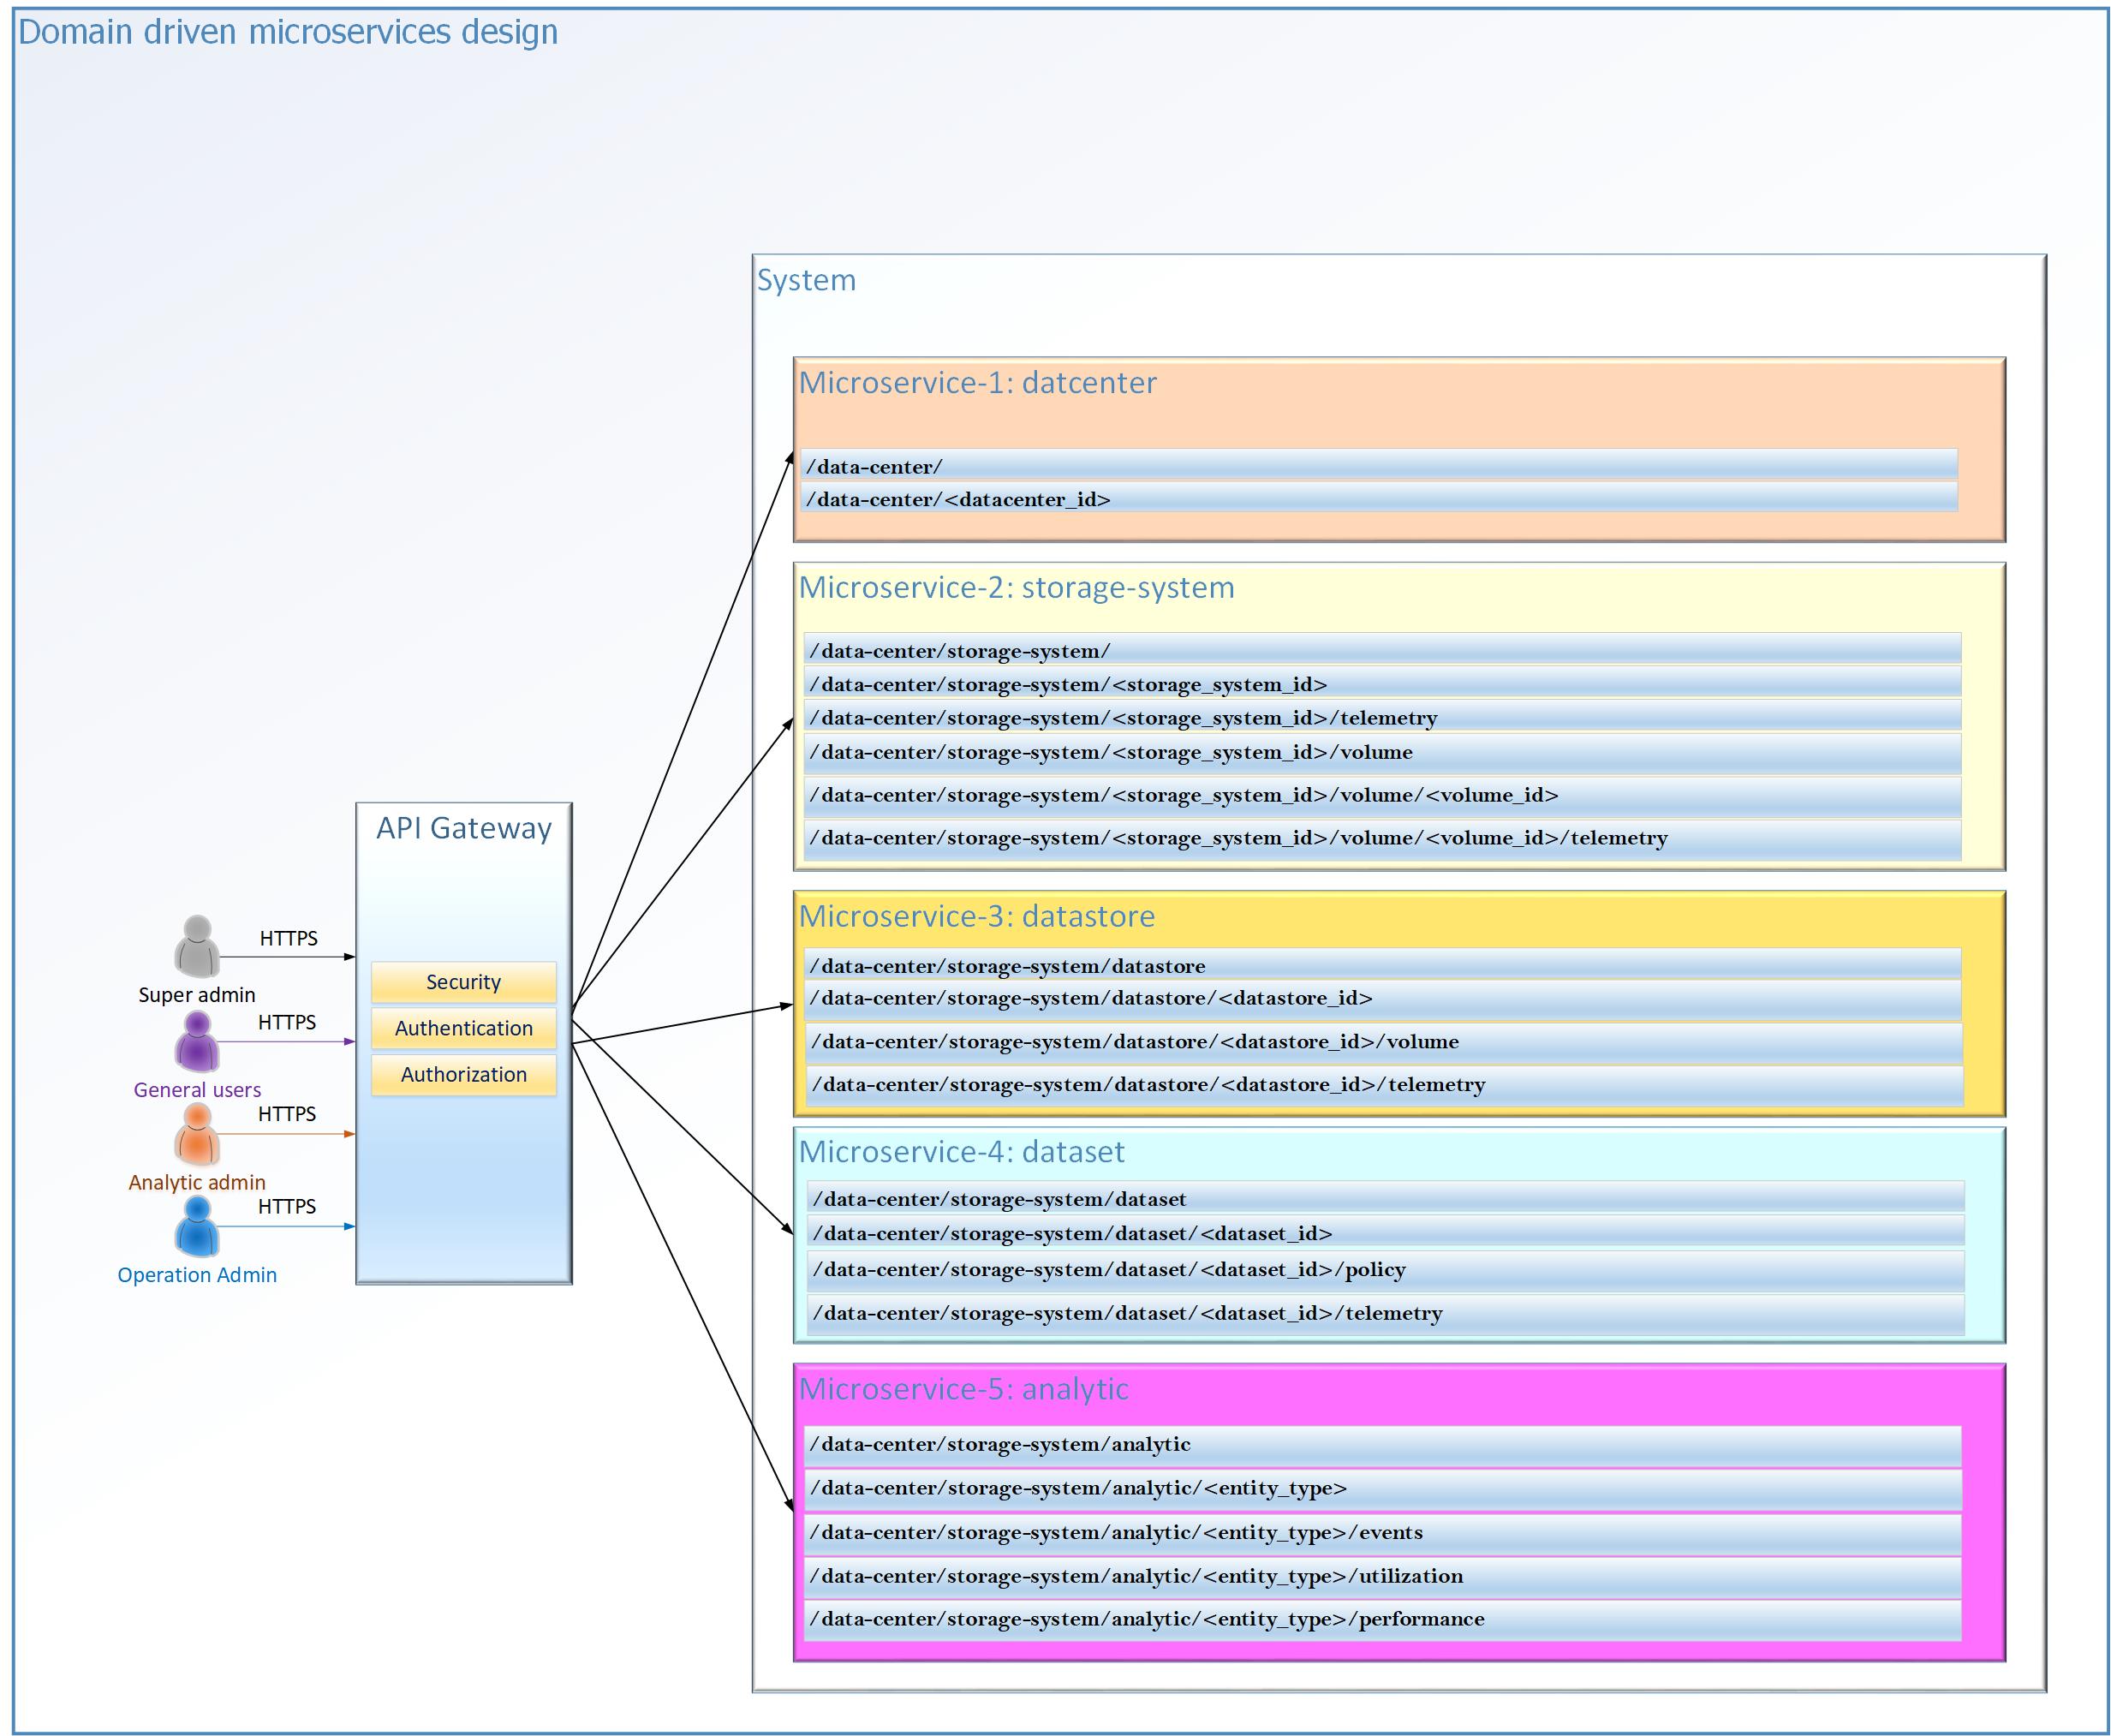 Domain driven microservices design
System
Microservice-1: datcenter
/data-center/
/data-center/<datacenter_id>
Microservice-2: storage-system
/data-center/storage-system/
/data-center/storage-system/<storage_system_id>
/data-center/storage-system/<storage_system_id>/telemetry
/data-center/storage-system/<storage_system_id>/volume
/data-center/storage-system/<storage_system_id>/volume/<volume_id>
/data-center/storage-system/<storage_system_id>/volume/<volume_id>/telemetry
API Gateway
Security
Authentication
Authorization
HTTPS
Super admin
HTTPS
General users
HTTPS
Analytic admin
HTTPS
Operation Admin
Microservice-3: datastore
/data-center/storage-system/datastore
/data-center/storage-system/datastore/<datastore_id>
/data-center/storage-system/datastore/<datastore_id>/volume
/data-center/storage-system/datastore/<datastore_id>/telemetry
Microservice-4: dataset
/data-center/storage-system/dataset
/data-center/storage-system/dataset/<dataset_id>
/data-center/storage-system/dataset/<dataset_id>/policy
/data-center/storage-system/dataset/<dataset_id>/telemetry
Microservice-5: analytic
/data-center/storage-system/analytic
/data-center/storage-system/analytic/<entity_type>
/data-center/storage-system/analytic/<entity_type>/events
/data-center/storage-system/analytic/<entity_type>/utilization
/data-center/storage-system/analytic/<entity_type>/performance